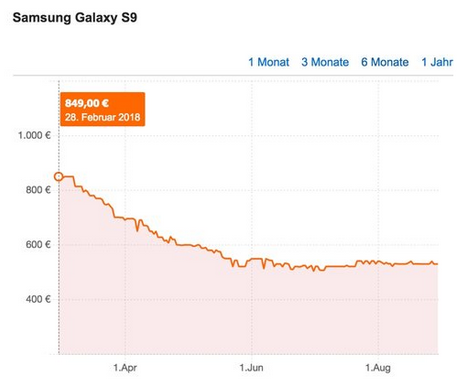 Samsung Galaxy S9
1 Monat 3 Monate 6 Monate 1 Jahr
849,00 €
28. Februar 2018
1.000 €
800 €
600 €
400 €
1.Apr 1.Jun 1.Aug